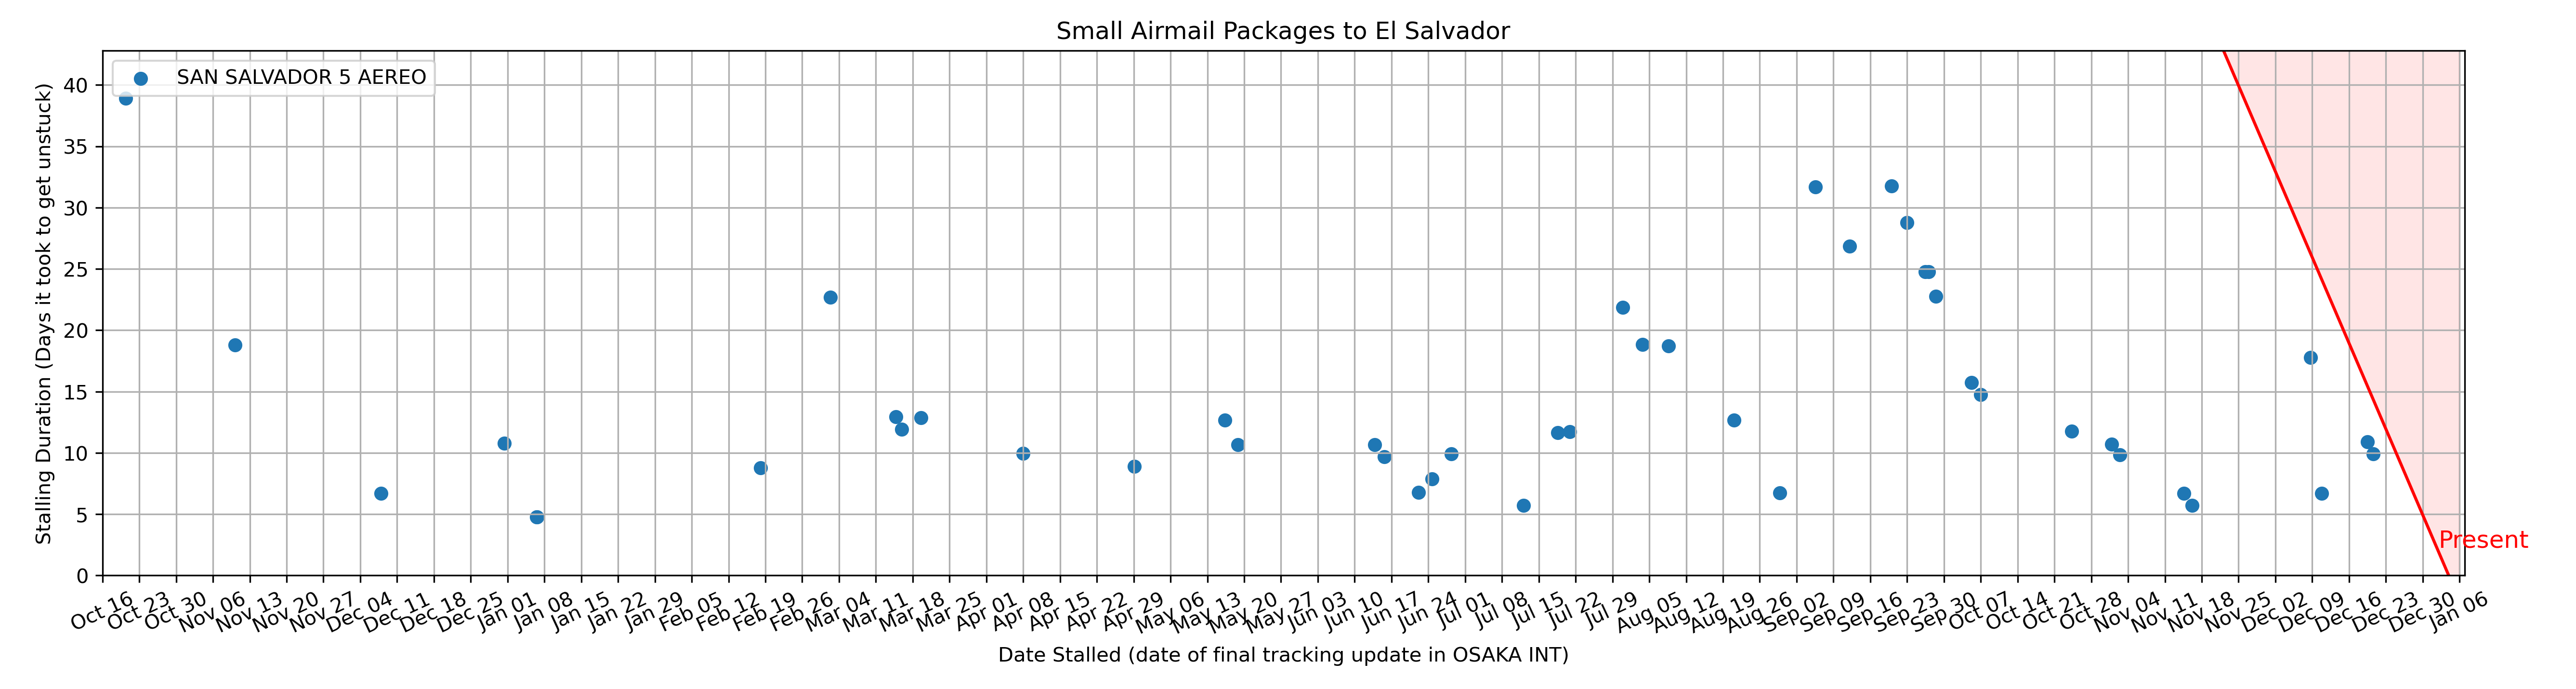 Small Airmail Packages to El Salvador
SAN SALVADOR 5 AEREO
Stalling Duration (Days it took to get unstuck)
40
35
30
25
20
15
10
5
0
Present
Oct 16
Oct 23
Oct 30
Nov 06
Nov 13
Nov 20
Nov 27
Dec 04
Dec 11
Dec 18
Dec 25
Jan 01
Jan 08
Jan 15
Jan 22
Jan 29
Feb 05
Feb 12
Feb 19
Feb 26
Mar 04
Mar 11
Mar 18
Mar 25
Apr 01
Apr 08
Apr 15
Apr 22
Apr 29
May 06
May 13
May 20
May 27
Jun 03
Jun 10
Jun 17
Jun 24
Jul 01
Jul 08
Jul 15
Jul 22
Jul 29
Aug 05
Aug 12
Aug 19
Aug 26
Sep 02
Sep 09
Sep 16
Sep 23
Sep 30
Oct 07
Oct 14
Oct 21
Oct 28
Nov 04
Nov 11
Nov 18
Nov 25
Dec 02
Dec 09
Dec 16
Dec 23
Dec 30
Jan 06
Date Stalled (date of final tracking update in OSAKA INT)